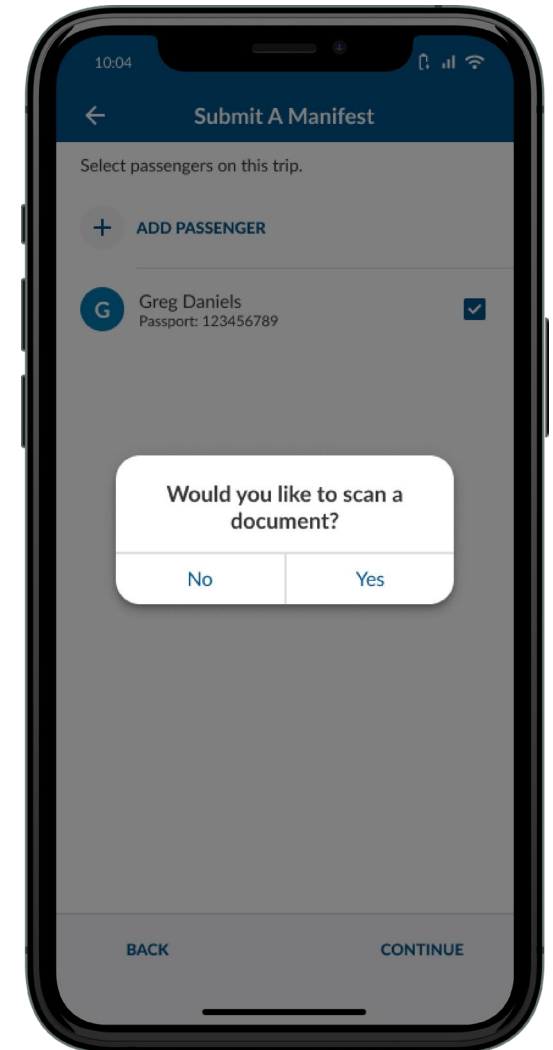 10:04
Submit A Manifest
Select passengers on this trip.
+ ADD PASSENGER
G
Greg Daniels
Passport: 123456789
Would you like to scan a
document?
No
Yes
BACK
CONTINUE